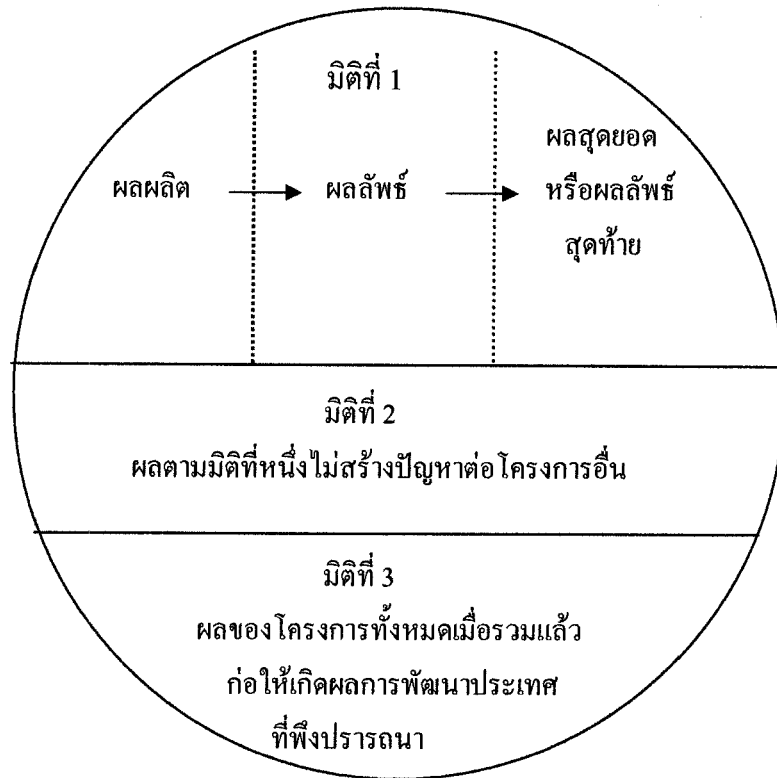 มิติที่ 1
ผลผลิต
ผลลัพธ์
ผลสุดยอด
หรือผลลัพธ์
สุดท้าย
มิติที่ 2
ผลตามมิติที่หนึ่งไม่สร้างปัญหาต่อโครงการอื่น
มิติที่ 3
ผลของโครงการทั้งหมดเมื่อรวมแล้ว
ก่อให้เกิดผลการพัฒนาประเทศ
ที่พึงปรารถนา